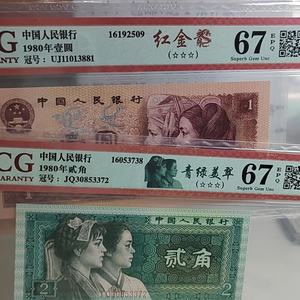 CG 中国人民银行 16192509 红金龙 67 EPQ
RANTY 1980年壹圆 (☆☆☆) Superb Gem Unc
冠号: UJ11013881
中国人民银行 1
CG 中国人民银行 16053738 青绿美翠 67 EPQ
ARANTY 1980年贰角 (☆☆☆) Superb Gem Unc
冠号: JQ30853372
中国人民银行
贰角
JQ30853372
2
2